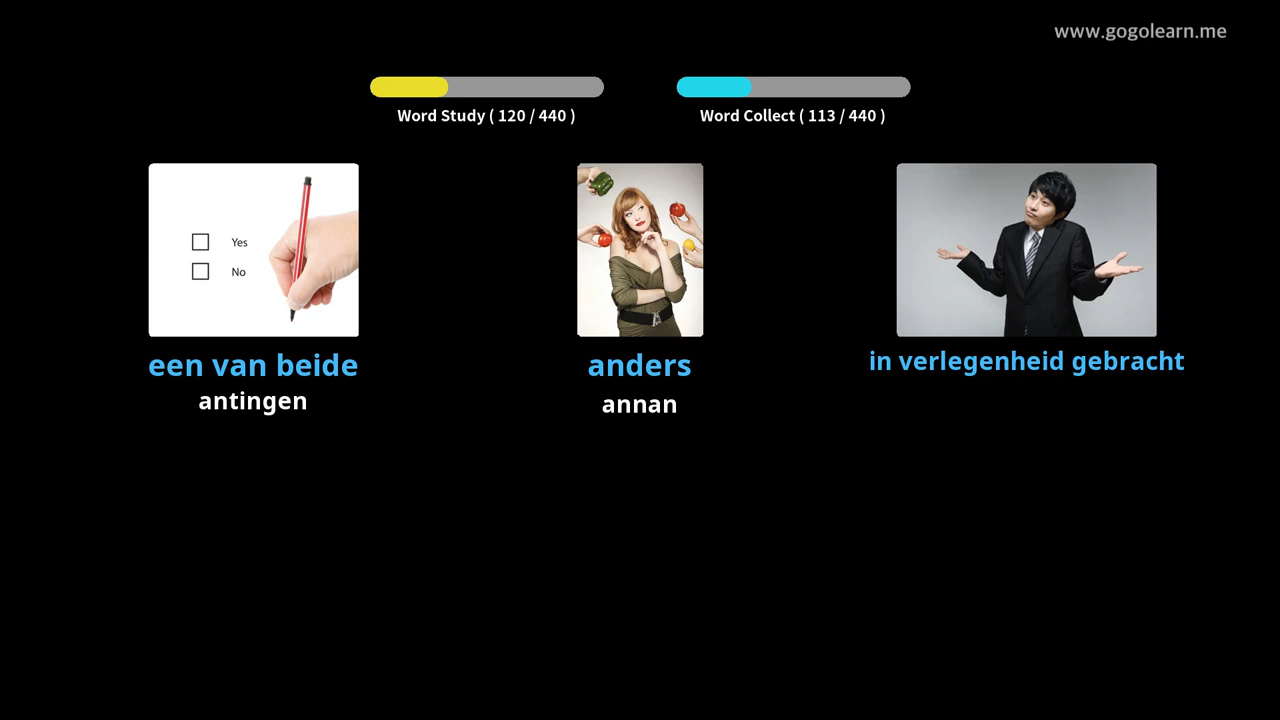 www.gogolearn.me
Word Study ( 120 / 440 )
Word Collect ( 113 / 440 )
Yes
No
een van beide
antingen
anders
annan
in verlegenheid gebracht